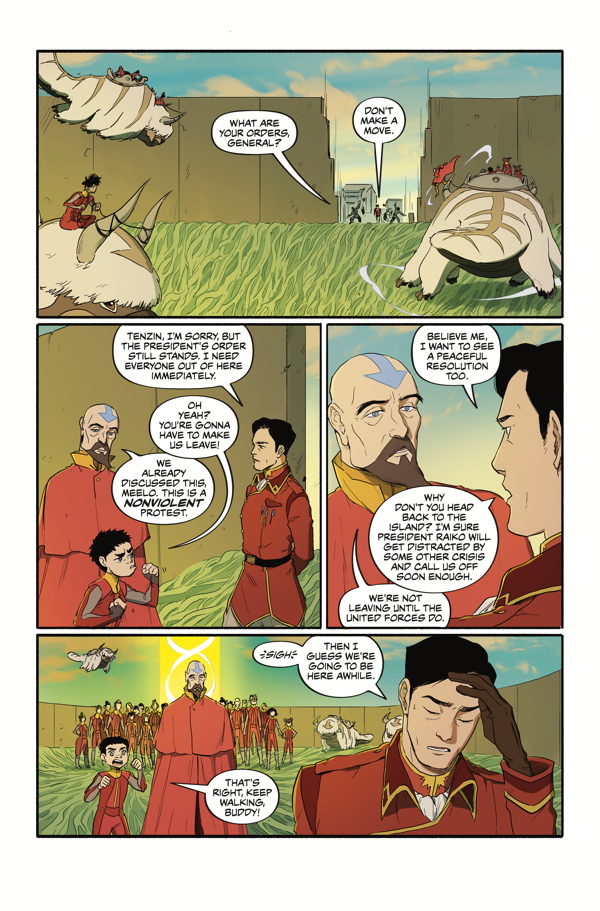 WHAT ARE
YOUR ORDERS,
GENERAL?
DON'T
MAKE A
MOVE.
TENZIN, I'M SORRY, BUT
THE PRESIDENT'S ORDER
STILL STANDS. I NEED
EVERYONE OUT OF HERE
IMMEDIATELY.
OH
YEAH?
YOU'RE GONNA
HAVE TO MAKE
US LEAVE!
WE
ALREADY
DISCUSSED THIS,
MEELO. THIS IS A
NONVIOLENT
PROTEST.
BELIEVE ME,
I WANT TO SEE
A PEACEFUL
RESOLUTION
TOO.
WHY
DON'T YOU HEAD
BACK TO THE
ISLAND? I'M SURE
PRESIDENT RAIKO WILL
GET DISTRACTED BY
SOME OTHER CRISIS
AND CALL US OFF
SOON ENOUGH.
WE'RE NOT
LEAVING UNTIL THE
UNITED FORCES DO.
SIGH
THEN I
GUESS WE'RE
GOING TO BE
HERE AWHILE.
THAT'S
RIGHT, KEEP
WALKING,
BUDDY!